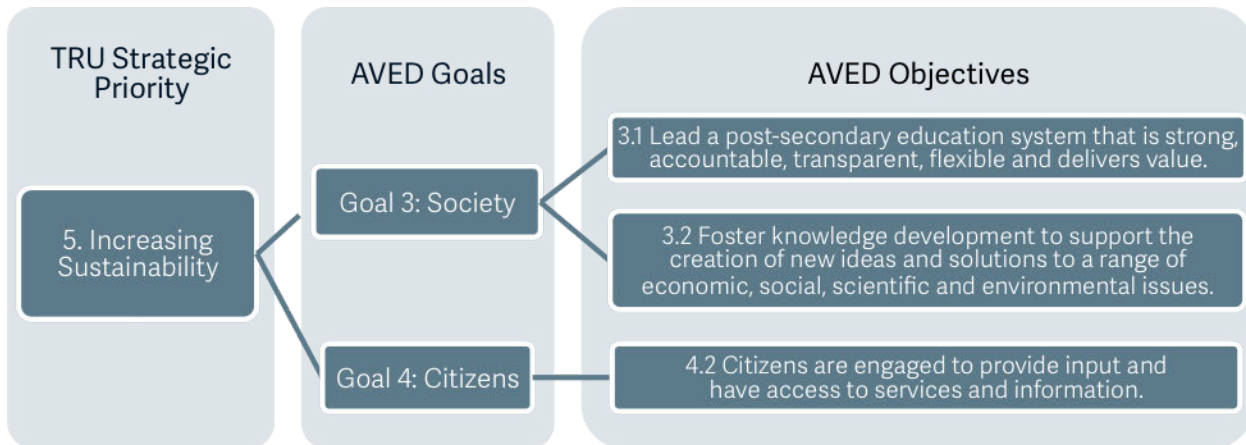 TRU Strategic
Priority
AVED Goals
AVED Objectives
5. Increasing
Sustainability
Goal 3: Society
3.1 Lead a post-secondary education system that is strong,
accountable, transparent, flexible and delivers value.
3.2 Foster knowledge development to support the
creation of new ideas and solutions to a range of
economic, social, scientific and environmental issues.
Goal 4: Citizens
4.2 Citizens are engaged to provide input and
have access to services and information.